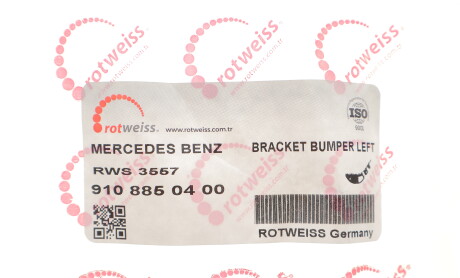 rotweiss.
www.rotweiss.com.tr
ISO
MERCEDES BENZ
BRACKET BUMPER LEFT
RWS 3557
910 885 04 00
ROTWEISS Germany